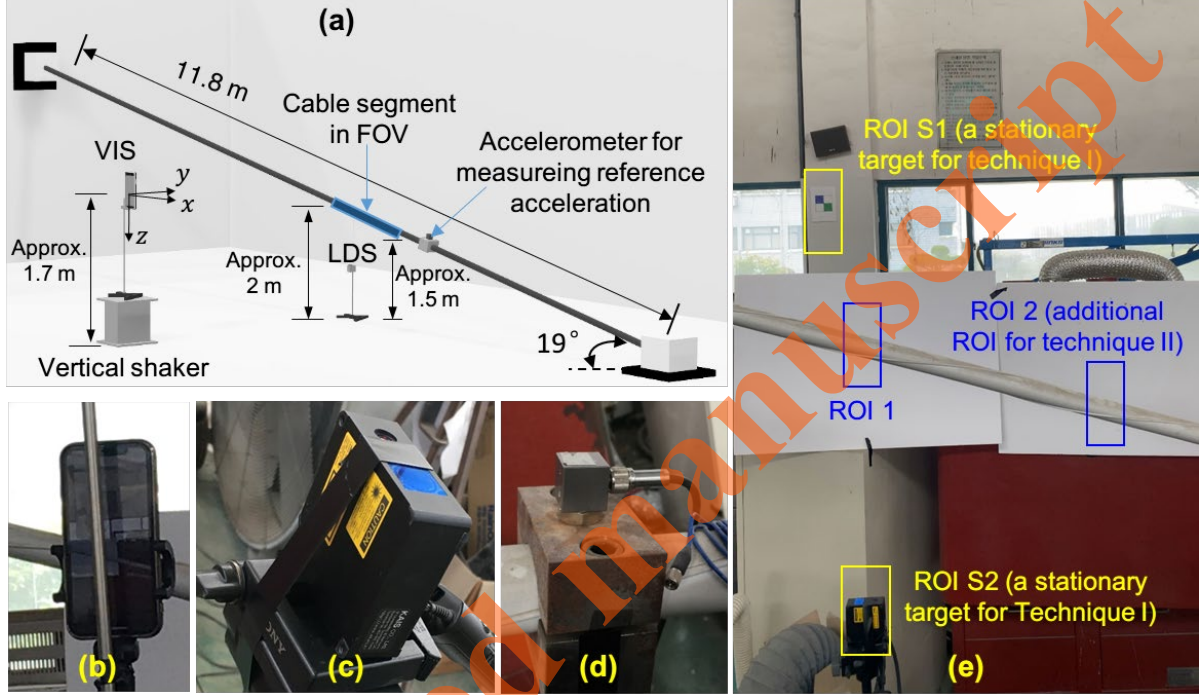 (a)
11.8 m
Cable segment
in FOV
Accelerometer for
measureing reference
acceleration
VIS
y
x
z
Approx.
1.7 m
Approx.
2 m
LDS
Approx.
1.5 m
19°
Vertical shaker
(b)
CAUTION
(c)
(d)
ROI S1 (a stationary
target for technique I)
ROI 2 (additional
ROI for technique II)
ROI 1
ROI S2 (a stationary
target for Technique I)
(e)
d manuscript